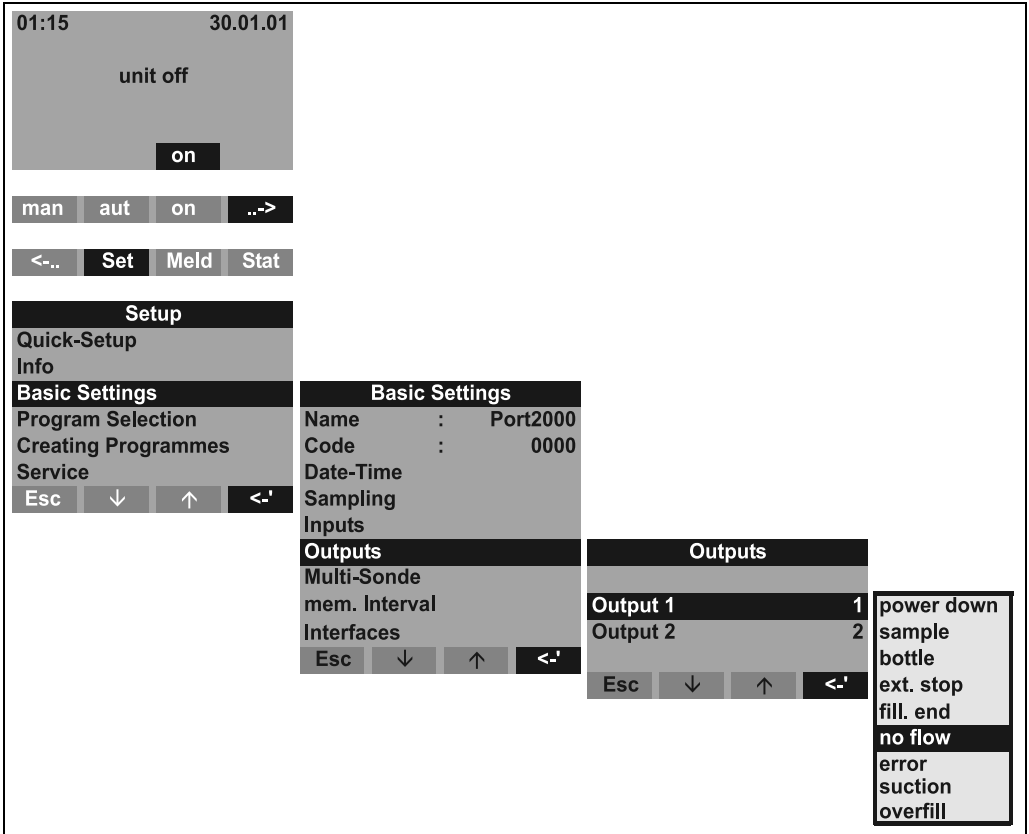 01:15 30.01.01
unit off
on
man aut on ..->
<-.. Set Meld Stat
Setup
Quick-Setup
Info
Basic Settings
Program Selection
Creating Programmes
Service
Esc ↓ ↑ <-'
Basic Settings
Name : Port2000
Code : 0000
Date-Time
Sampling
Inputs
Outputs
Multi-Sonde
mem. Interval
Interfaces
Esc ↓ ↑ <-'
Outputs
Output 1 1
Output 2 2
Esc ↓ ↑ <-'
power down
sample
bottle
ext. stop
fill. end
no flow
error
suction
overfill